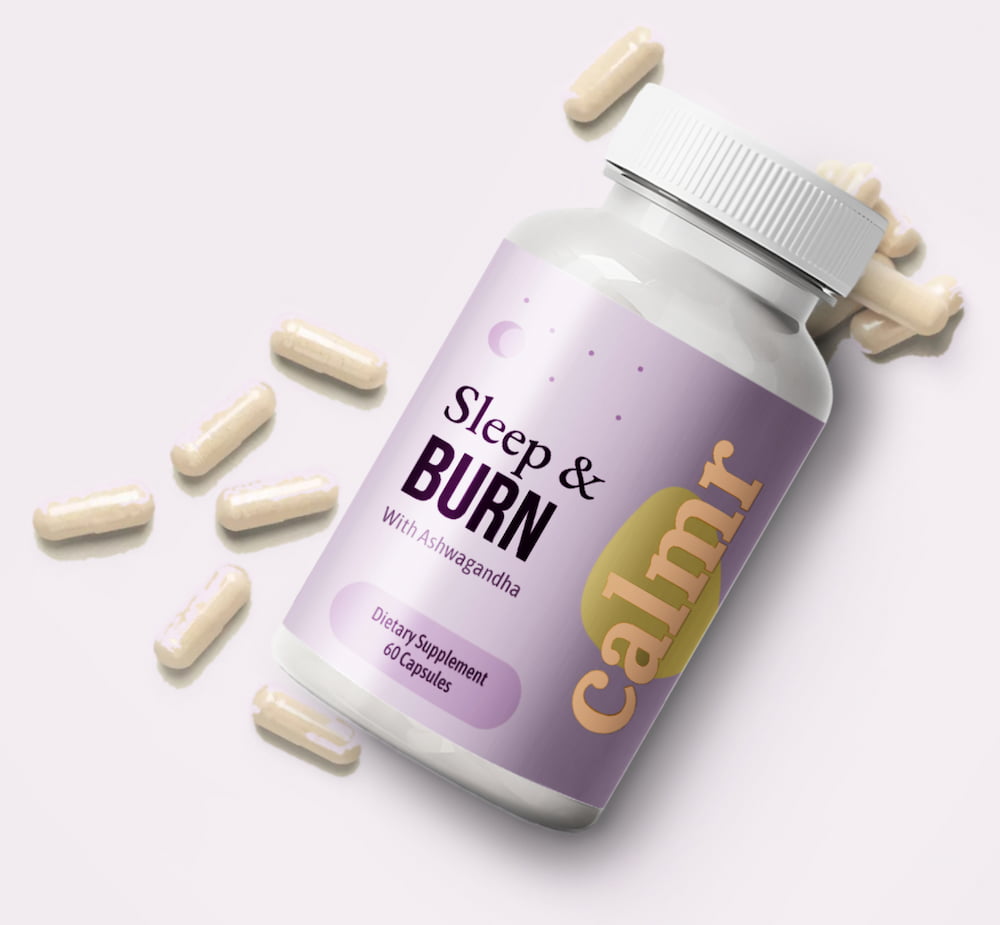 Sleep &
BURN
With Ashwagandha
Dietary Supplement
60 Capsules
calmr